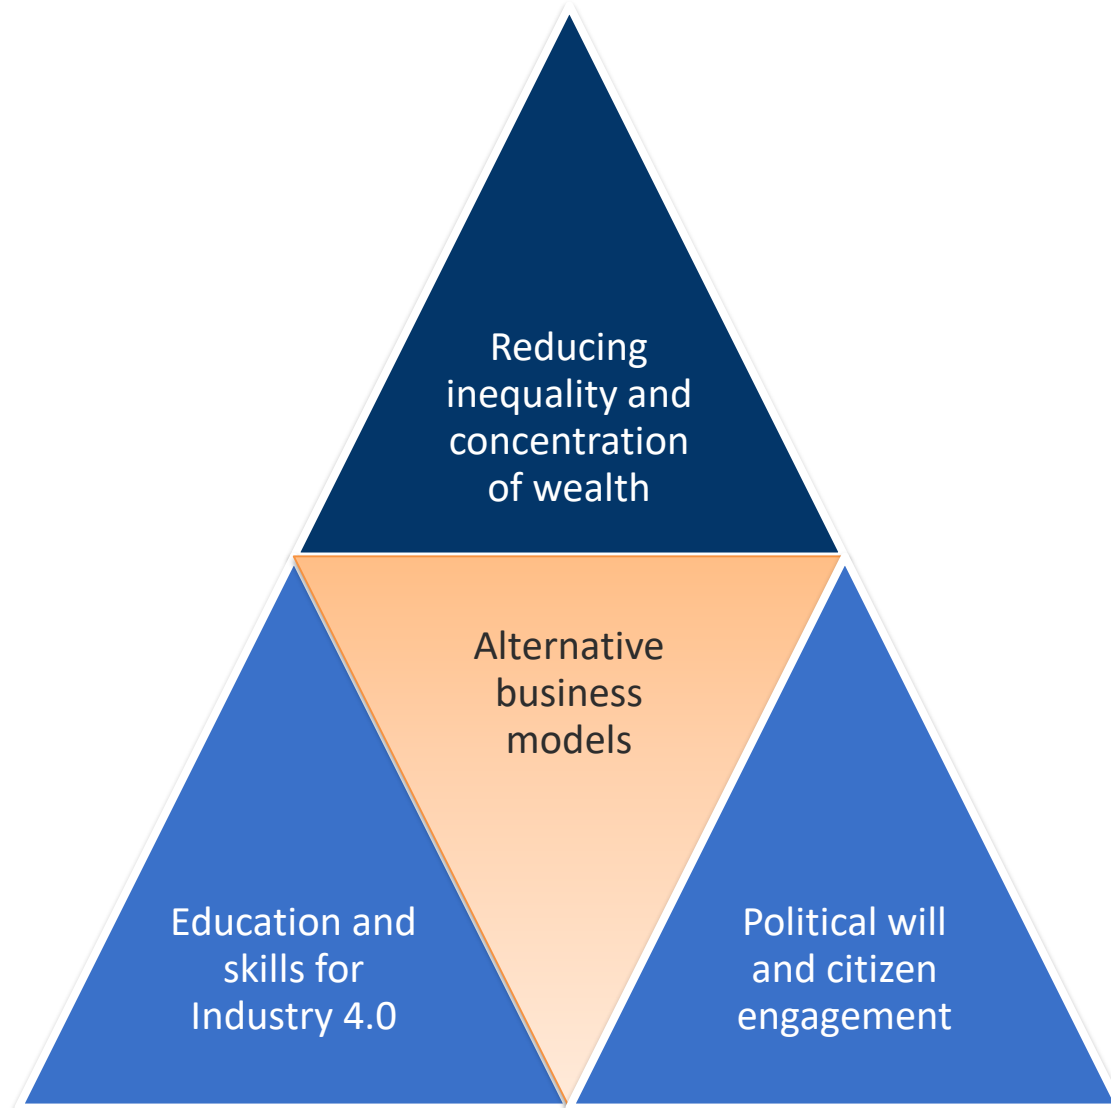 Reducing
inequality and
concentration
of wealth
Alternative
business
models
Education and
skills for
Industry 4.0
Political will
and citizen
engagement